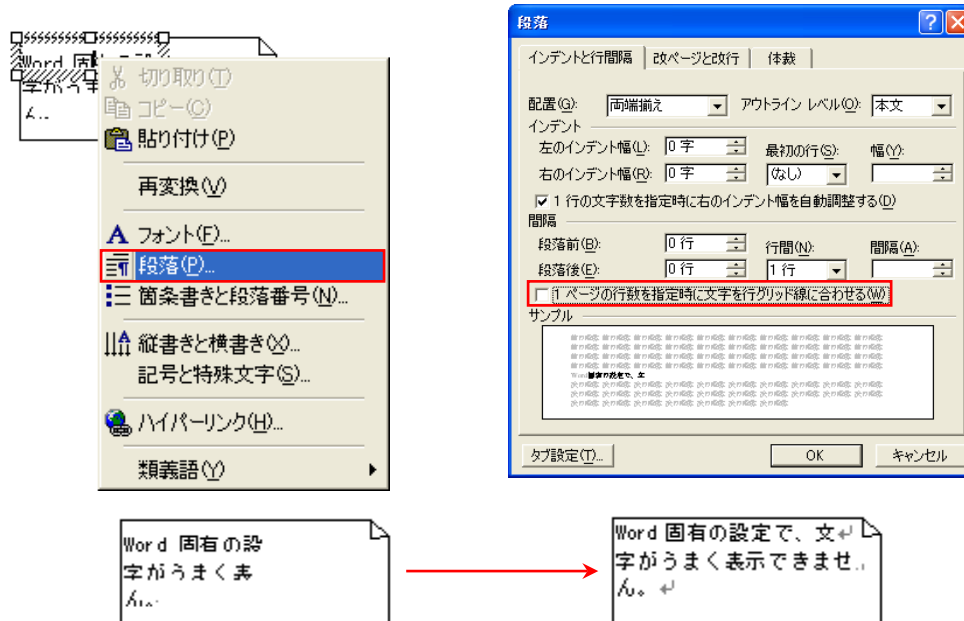 Word 固
字がう
ん
切り取り(T)
コピー(C)
貼り付け(P)
再変換(V)
フォント(F)...
段落(P)...
箇条書きと段落番号(N)...
縦書きと横書き(X)...
記号と特殊文字(S)...
ハイパーリンク(H)...
類義語(Y)
段落
インデントと行間隔 改ページと改行 体裁
配置(G): 両端揃え アウトライン レベル(O): 本文
インデント
左のインデント幅(L): 0 字 最初の行(S): 幅(Y):
右のインデント幅(R): 0 字 (なし)
1 行の文字数を指定時に右のインデント幅を自動調整する(D)
間隔
段落前(B): 0 行 行間(N): 間隔(A):
段落後(E): 0 行 1 行
1 ページの行数を指定時に文字を行グリッド線に合わせる(W)
サンプル
Word 固有の設定で、文
タブ設定(T)... OK キャンセル
Word 固有の設
字がうまく表
ん。
Word 固有の設定で、文
字がうまく表示できませ
ん。